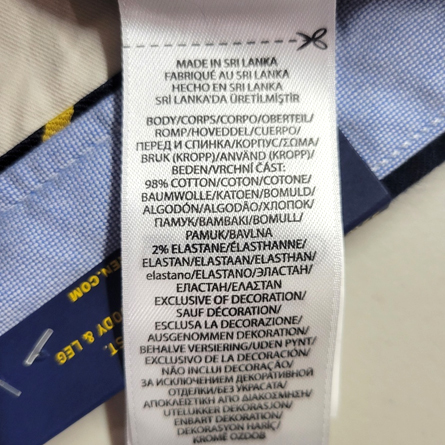 MADE IN SRI LANKA
FABRIQUÉ AU SRI LANKA
HECHO EN SRI LANKA
SRİ LANKA'DA ÜRETİLMİŞTİR
BODY/CORPS/CORPO/OBERTEIL/
ROMP/HOVEDDEL/CUERPO/
ПЕРЕД И СПИНКА/КОРПУС/ΣΩΜΑ/
BRUK (KROPP)/ANVÄND (KROPP)/
BEDEN/VRCHNÍ ČÁST:
98% COTTON/COTON/COTONE/
BAUMWOLLE/KATOEN/BOMULD/
ALGODÓN/ALGODÃO/ХЛОПОК/
ПАМУК/ΒΑΜΒΑΚΙ/BOMULL/
PAMUK/BAVLNA
2% ELASTANE/ÉLASTHANNE/
ELASTAN/ELASTAAN/ELASTHAN/
elastano/ELASTANO/ЭЛАСТАН/
ЕЛАСТАН/ΕΛΑΣΤΑΝ
EXCLUSIVE OF DECORATION/
SAUF DÉCORATION/
ESCLUSA LA DECORAZIONE/
AUSGENOMMEN DEKORATION/
BEHALVE VERSIERING/UDEN PYNT/
EXCLUSIVO DE LA DECORACIÓN/
NÃO INCLUI DECORAÇÃO/
ЗА ИСКЛЮЧЕНИЕМ ДЕКОРАТИВНОЙ
ОТДЕЛКИ/БЕЗ УКРАСАТА/
ΑΠΟΚΛΕΙΣΤΙΚΗ ΑΠΟ ΔΙΑΚΟΣΜΗΣΗ/
UTELUKKER DEKORASJON/
ENBART DEKORATION/
DEKORASYON HARİÇ/
KROMĚ OZDOB
EN.COM
ODY & LEG
ST.